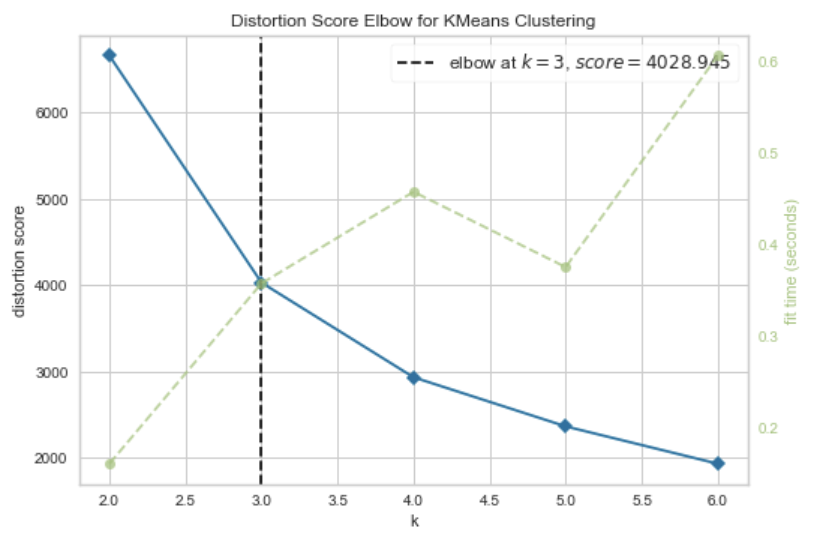 Distortion Score Elbow for KMeans Clustering
elbow at k = 3, score = 4028.945
distortion score
6000
5000
4000
3000
2000
0.6
0.5
0.4
0.3
0.2
fit time (seconds)
2.0 2.5 3.0 3.5 4.0 4.5 5.0 5.5 6.0
k